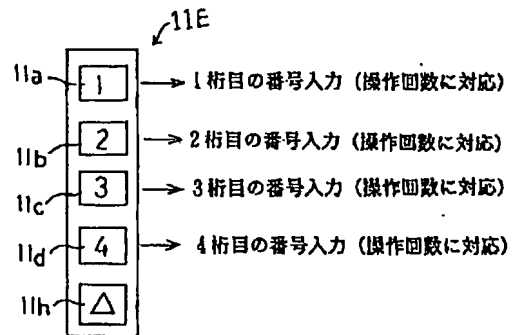 11E
11a 1 → 1桁目の番号入力 (操作回数に対応)
11b 2 → 2桁目の番号入力 (操作回数に対応)
11c 3 → 3桁目の番号入力 (操作回数に対応)
11d 4 → 4桁目の番号入力 (操作回数に対応)
11h △